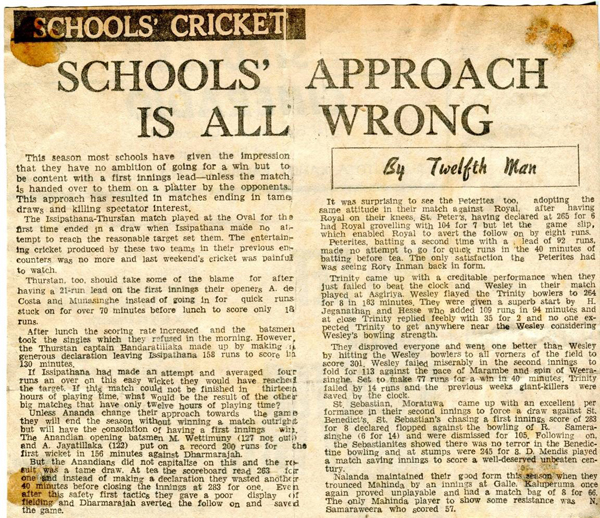 SCHOOLS' CRICKET
SCHOOLS' APPROACH
IS ALL WRONG
This season most schools have given the impression
that they have no ambition of going for a win but to
be content with a first innings lead—unless the match
is handed over to them on a platter by the opponents.
This approach has resulted in matches ending in tame
draws and killing spectator interest.
The Issipathana-Thurstan match played at the Oval for the
first time ended in a draw when Issipathana made no at-
tempt to reach the reasonable target set them. The entertain-
ing cricket produced by these two teams in their previous en-
counters was no more and last weekend's cricket was painful
to watch.
Thurstan, too, should take some of the blame for after
having a 21-run lead on the first innings their openers A. de
Costa and Munasinghe instead of going in for quick runs
stuck on for over 70 minutes before lunch to score only 18
runs.
After lunch the scoring rate increased and the batsmen
took the singles which they refused in the morning. However,
the Thurstan captain Bandaratilaka made up by making a
generous declaration leaving Issipathana 158 runs to score in
130 minutes.
If Issipathana had made an attempt and averaged four
runs an over on this easy wicket they would have reached
the target. If this match could not be finished in thirteen
hours of playing time, what would be the result of the other
big matches that have only twelve hours of playing time?
Unless Ananda change their approach towards the game
they will end the season without winning a match outright
but will have the consolation of having a first innings win.
The Anandian opening batsmen M. Wettimuny (127 not out)
and A. Jayatillaka (122) put on a record 200 runs for the
first wicket in 156 minutes against Dharmarajah.
But the Anandians did not capitalise on this and the re-
sult was a tame draw. At tea the scoreboard read 283 for
one and instead of making a declaration they wasted another
40 minutes before closing the innings at 283 for one. Even
after this safety first tactics they gave a poor display of
fielding and Dharmarajah averted the follow on and saved
the game.
By Twelfth Man
It was surprising to see the Peterites too, adopting the
same attitude in their match against Royal, after having
Royal on their knees. St. Peter's, having declared at 265 for 6
had Royal grovelling with 104 for 7 but let the game slip,
which enabled Royal to avert the follow on by eight runs.
Peterites, batting a second time with a lead of 92 runs,
made no attempt to go for quick runs in the 40 minutes of
batting before tea. The only satisfaction the Peterites had
was seeing Rory Inman back in form.
Trinity came up with a creditable performance when they
just failed to beat the clock and Wesley in their match
played at Asgiriya. Wesley flayed the Trinity bowlers to 264
for 8 in 183 minutes. They were given a superb start by H.
Jeganathan and Hesse who added 109 runs in 94 minutes and
at close Trinity replied feebly with 35 for 2 and no one ex-
pected Trinity to get anywhere near the Wesley considering
Wesley's bowling strength.
They disproved everyone and went one better than Wesley
by hitting the Wesley bowlers to all corners of the field to
score 301. Wesley failed miserably in the second innings to
fold for 113 against the pace of Marambe and spin of Weera-
singhe. Set to make 77 runs for a win in 40 minutes, Trinity
failed by 14 runs and the previous weeks giant-killers were
saved by the clock.
St. Sebastian, Moratuwa came up with an excellent per
formance in their second innings to force a draw against St.
Benedict's. St. Sebastian's chasing a first innings score of 283
for 8 declared flopped against the bowling of R. Samera-
singhe (6 for 14) and were dismissed for 105. Following on.
the Sebastianites showed there was no terror in the Benedic-
tine bowling and at stumps were 245 for 8. D. Mendis played
a match saving innings to score a well-deserved unbeaten cen-
tury.
Nalanda maintained their good form this season when they
trounced Mahinda by an innings at Galle. Kaluperuma once
again proved unplayable and had a match bag of 8 for 66.
The only Mahinda player to show some resistance was N.
Samaraweera who scored 57.